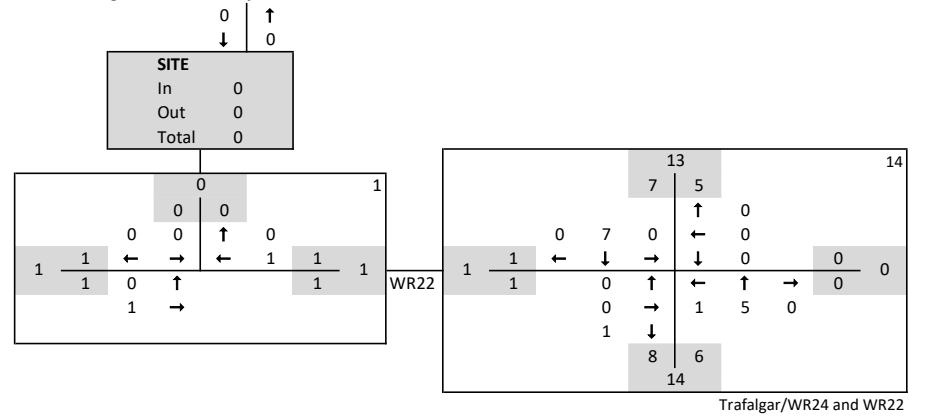 0 ↑
↓ 0
SITE
In 0
Out 0
Total 0
0 1
0 0
0 0 ↑ 0
1 1 ← → ← 1 1 1
1 0 ↑ 1
1 →
WR22
13 14
7 5
↑ 0
0 7 0 ← 0
1 1 ← ↓ → ↓ 0 0 0
1 0 ↑ ← ↑ → 0
0 → 1 5 0
1 ↓
8 6
14
Trafalgar/WR24 and WR22